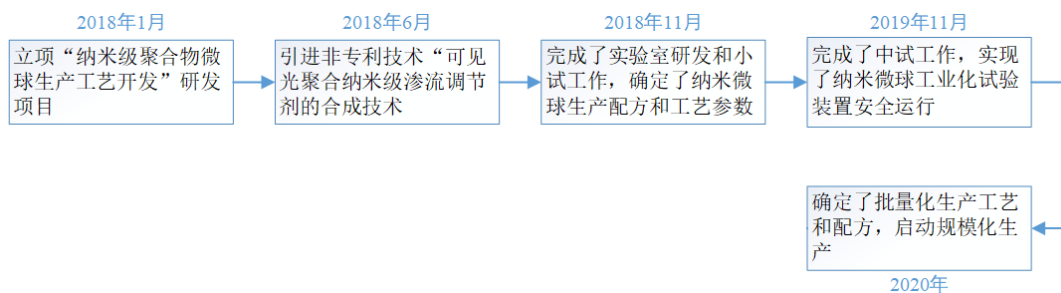 2018年1月
立项“纳米级聚合物微
球生产工艺开发”研发
项目
2018年6月
引进非专利技术“可见
光聚合纳米级渗流调节
剂的合成技术
2018年11月
完成了实验室研发和小
试工作，确定了纳米微
球生产配方和工艺参数
2019年11月
完成了中试工作，实现
了纳米微球工业化试验
装置安全运行
确定了批量化生产工艺
和配方，启动规模化生
产
2020年